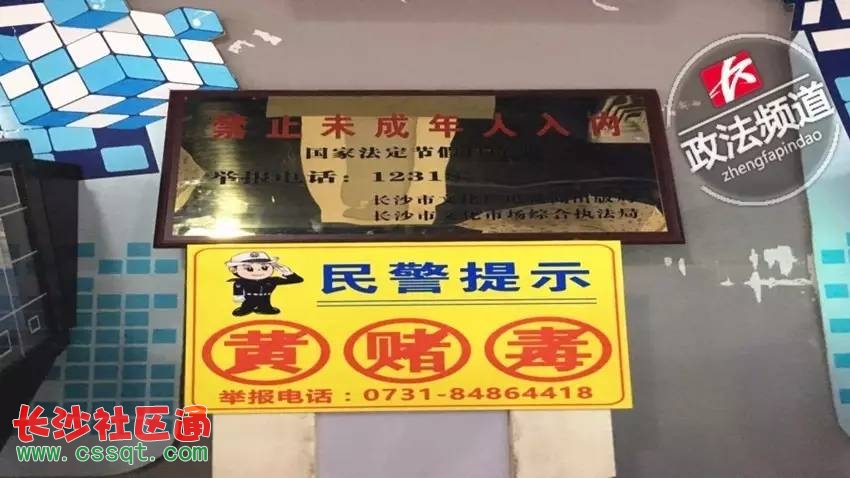 禁止未成年人入内
(国家法定节假日
举报电话：12318
长沙市文化
长沙市文化市场综合执法局
民警提示
黄 赌 毒
举报电话：0731-84864418
政法频道
zhengfapindao
长沙社区通
www.cssqt.com